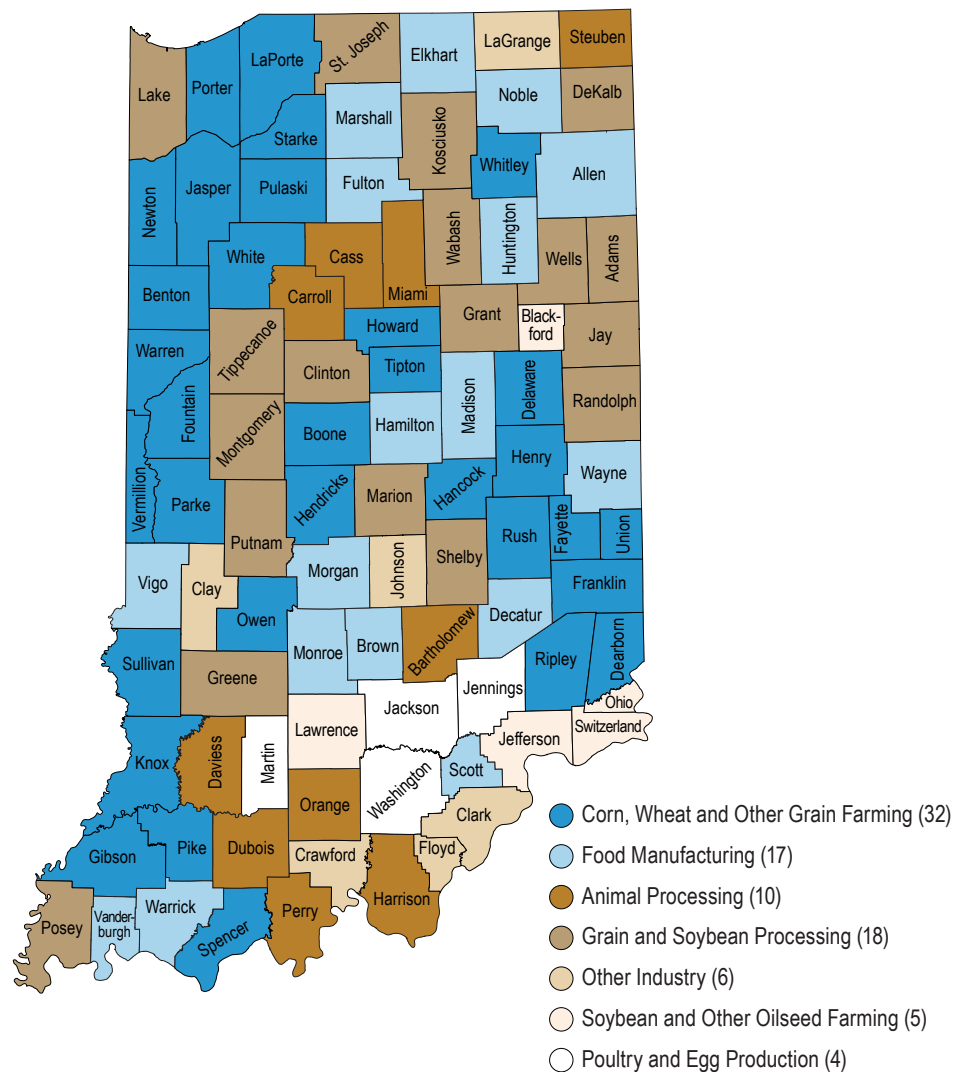 LaGrange
Steuben
St. Joseph
Elkhart
LaPorte
Porter
Lake
Noble
DeKalb
Marshall
Starke
Kosciusko
Whitley
Allen
Newton
Jasper
Pulaski
Fulton
Wabash
Huntington
Wells
Adams
White
Cass
Miami
Benton
Carroll
Grant
Black-
ford
Howard
Jay
Warren
Tippecanoe
Tipton
Clinton
Fountain
Madison
Delaware
Randolph
Montgomery
Boone
Hamilton
Henry
Wayne
Vermillion
Parke
Hendricks
Marion
Hancock
Rush
Fayette
Union
Putnam
Shelby
Vigo
Clay
Morgan
Johnson
Franklin
Owen
Decatur
Monroe
Brown
Bartholomew
Sullivan
Greene
Ripley
Dearborn
Jennings
Ohio
Jackson
Lawrence
Switzerland
Jefferson
Knox
Daviess
Martin
Washington
Scott
Orange
Clark
Gibson
Pike
Dubois
Crawford
Floyd
Harrison
Posey
Vander-
burgh
Warrick
Spencer
Perry
Corn, Wheat and Other Grain Farming (32)
Food Manufacturing (17)
Animal Processing (10)
Grain and Soybean Processing (18)
Other Industry (6)
Soybean and Other Oilseed Farming (5)
Poultry and Egg Production (4)